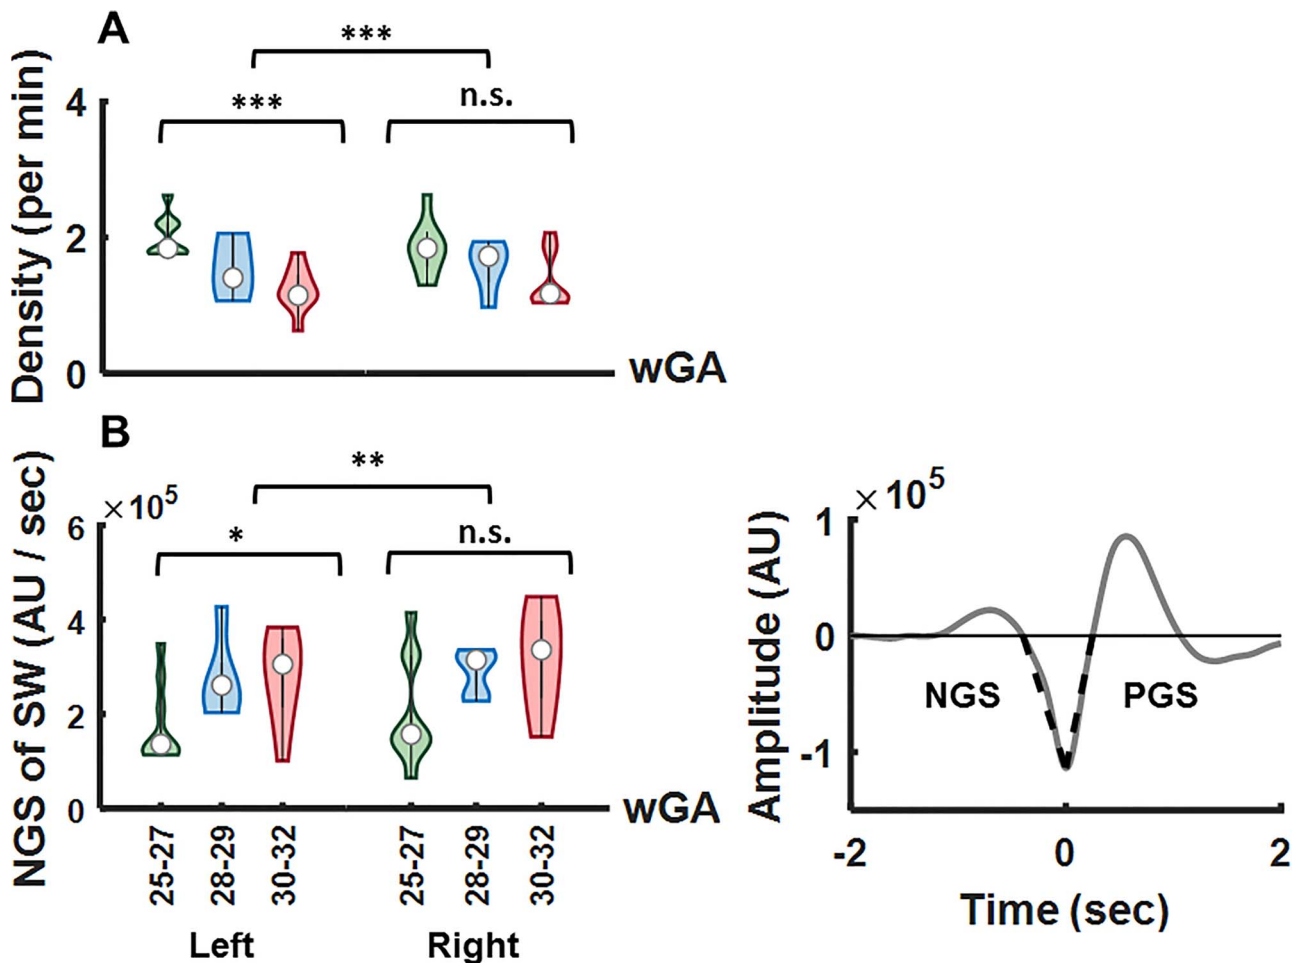 A
***
***
n.s.
Density (per min)
4
2
0
wGA
B
**
×10^5
*
n.s.
NGS of SW (AU / sec)
6
4
2
0
wGA
25-27
28-29
30-32
25-27
28-29
30-32
Left
Right
×10^5
Amplitude (AU)
1
0
-1
NGS
PGS
-2
0
2
Time (sec)